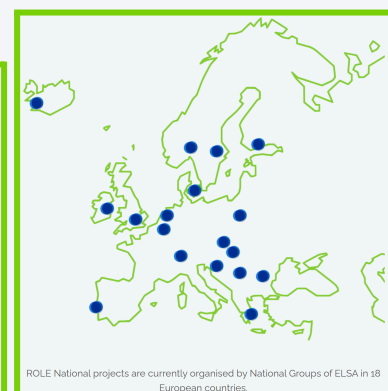 ROLE National projects are currently organised by National Groups of ELSA in 18
European countries.